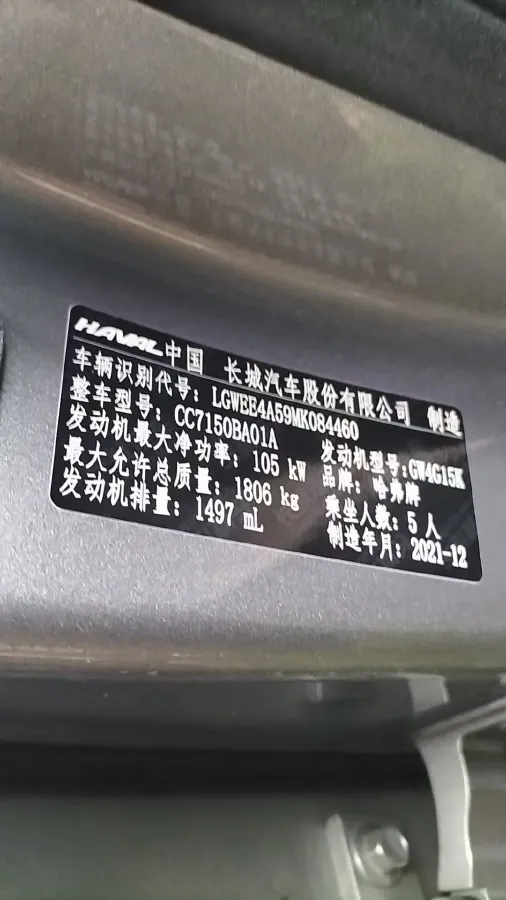 HAVAL 中国 长城汽车股份有限公司 制造
车辆识别代号: LGWEE4A59MK084460
整车型号: CC7150BA01A 发动机型号: GW4G15K
发动机最大净功率: 105 kW 品牌: 哈弗牌
最大允许总质量: 1806 kg 乘坐人数: 5 人
发动机排量: 1497 mL 制造年月: 2021-12